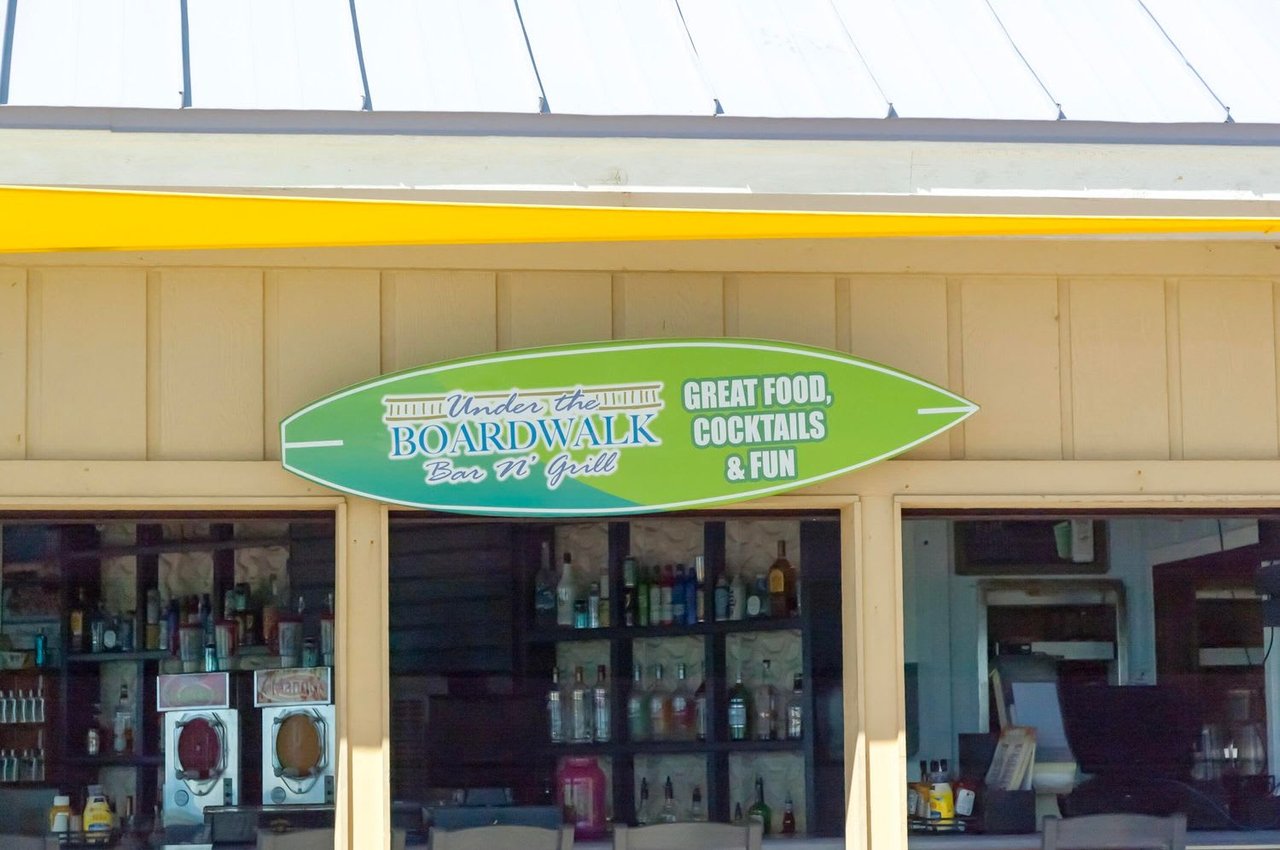 Under the
BOARDWALK
Bar N' Grill
GREAT FOOD,
COCKTAILS
& FUN